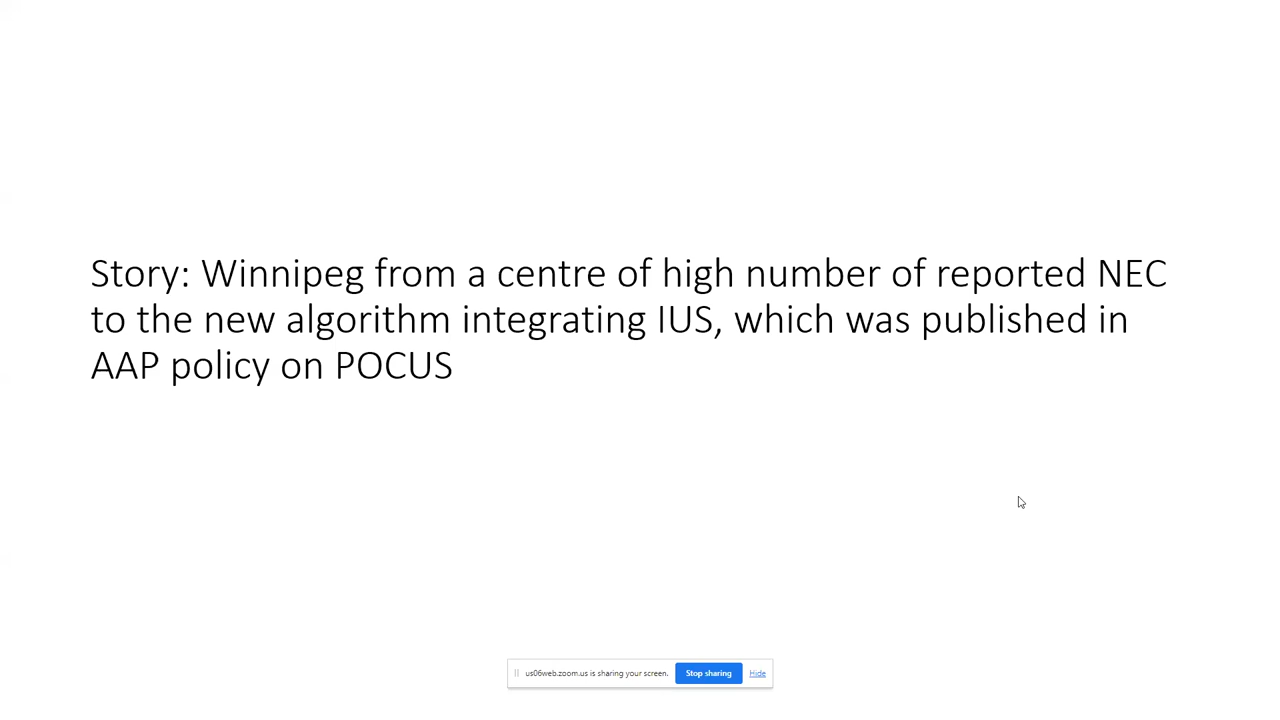 Story: Winnipeg from a centre of high number of reported NEC
to the new algorithm integrating IUS, which was published in
AAP policy on POCUS
us06web.zoom.us is sharing your screen. Stop sharing Hide